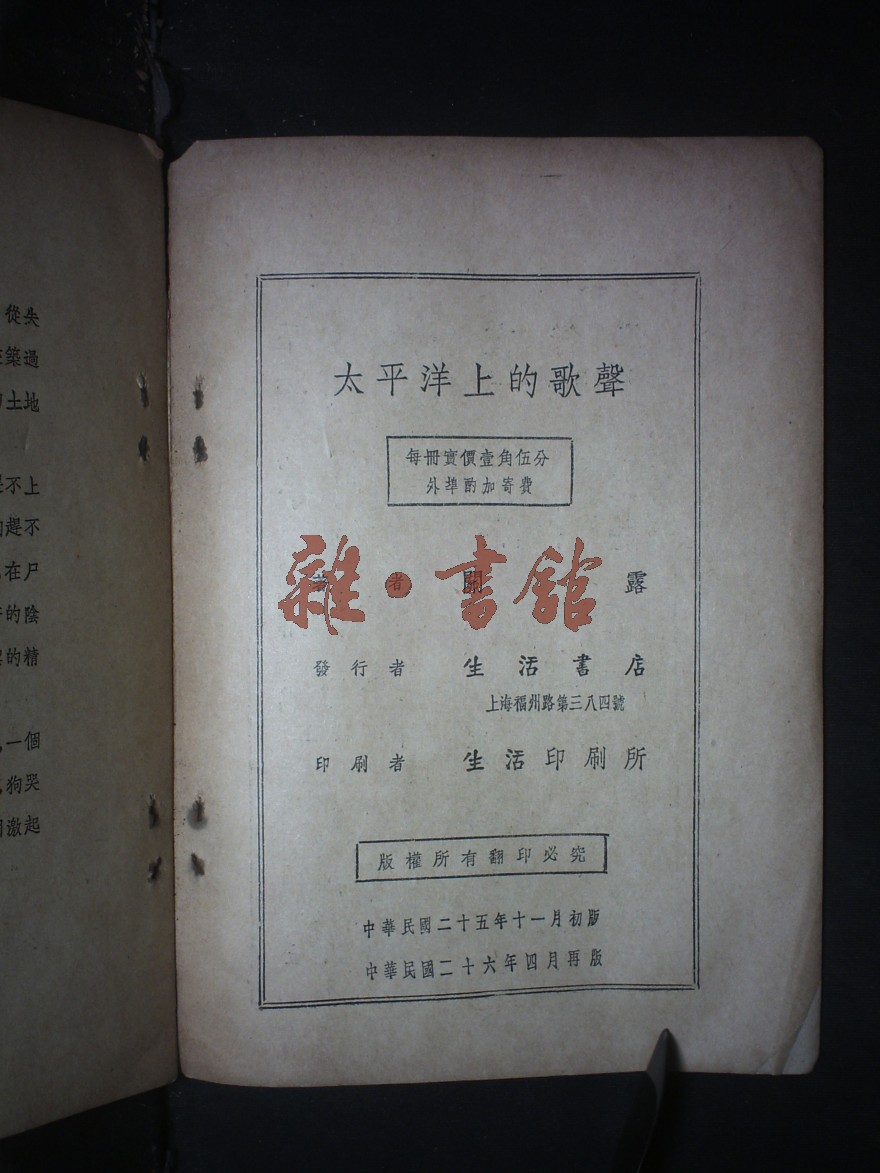 太平洋上的歌聲
每冊實價壹角伍分
外埠酌加寄費
著者 關露
雜·書舘
發行者 生活書店
上海福州路第三八四號
印刷者 生活印刷所
版權所有翻印必究
中華民國二十五年十一月初版
中華民國二十六年四月再版
從失
築過
土地
不上
趕不
在尸
的陰
的精
一個
狗哭
激起